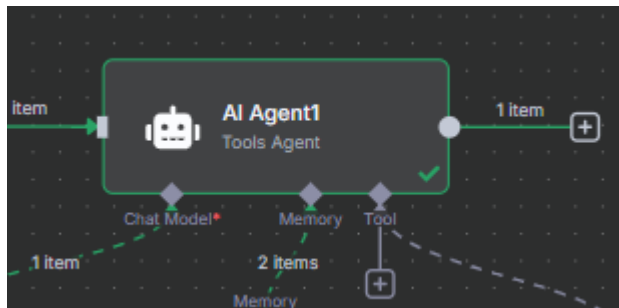 item
AI Agent1
Tools Agent
1 item
Chat Model*
Memory
Tool
1 item
2 items
Memory